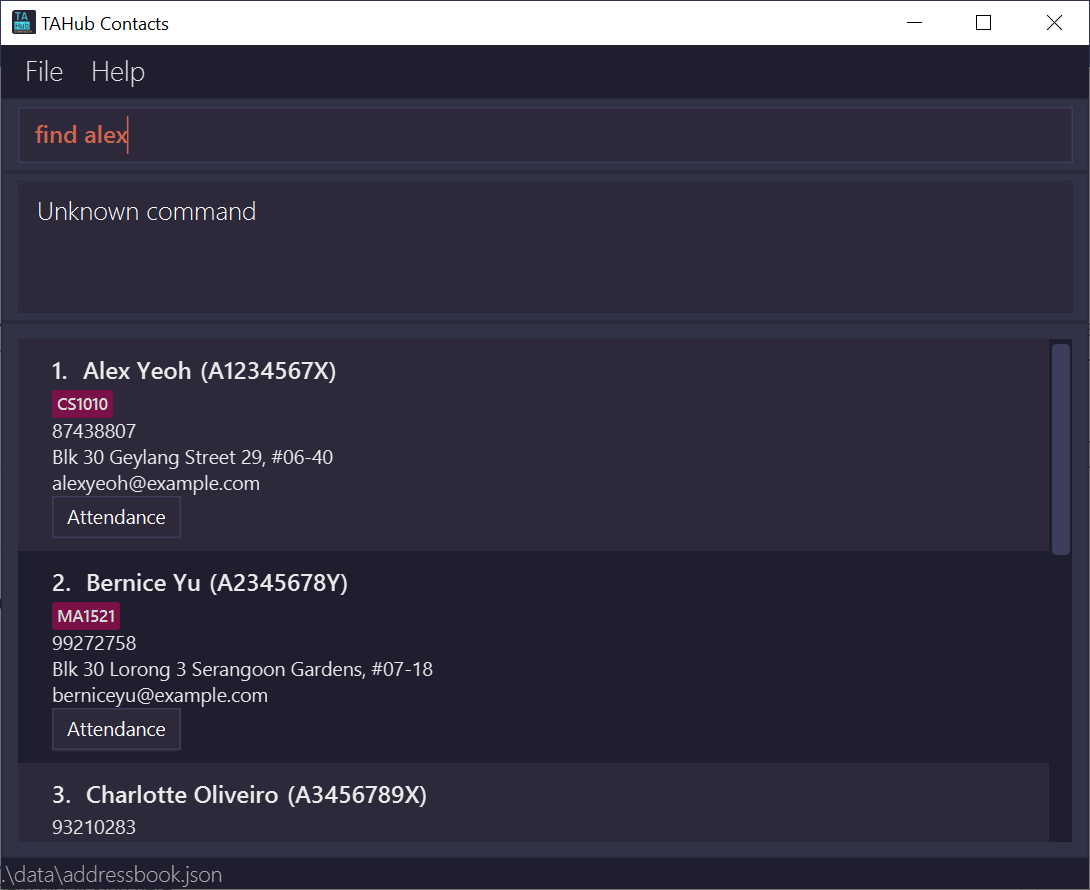 TAHub Contacts
File Help
find alex
Unknown command
1. Alex Yeoh (A1234567X)
CS1010
87438807
Blk 30 Geylang Street 29, #06-40
alexyeoh@example.com
Attendance
2. Bernice Yu (A2345678Y)
MA1521
99272758
Blk 30 Lorong 3 Serangoon Gardens, #07-18
berniceyu@example.com
Attendance
3. Charlotte Oliveiro (A3456789X)
93210283
.\data\addressbook.json